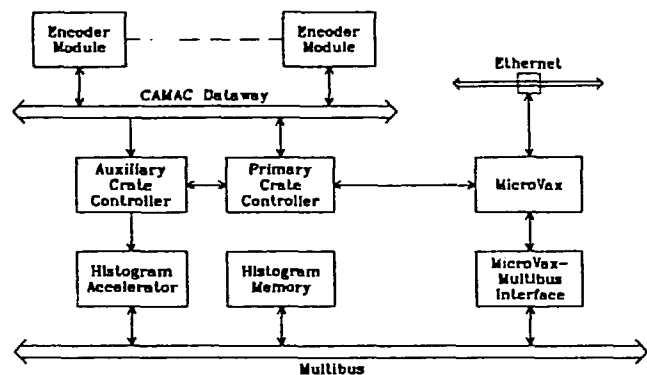 Encoder
Module
Encoder
Module
Ethernet
CAMAC Dataway
Auxiliary
Crate
Controller
Primary
Crate
Controller
MicroVax
Histogram
Accelerator
Histogram
Memory
MicroVax-
Multibus
Interface
Multibus